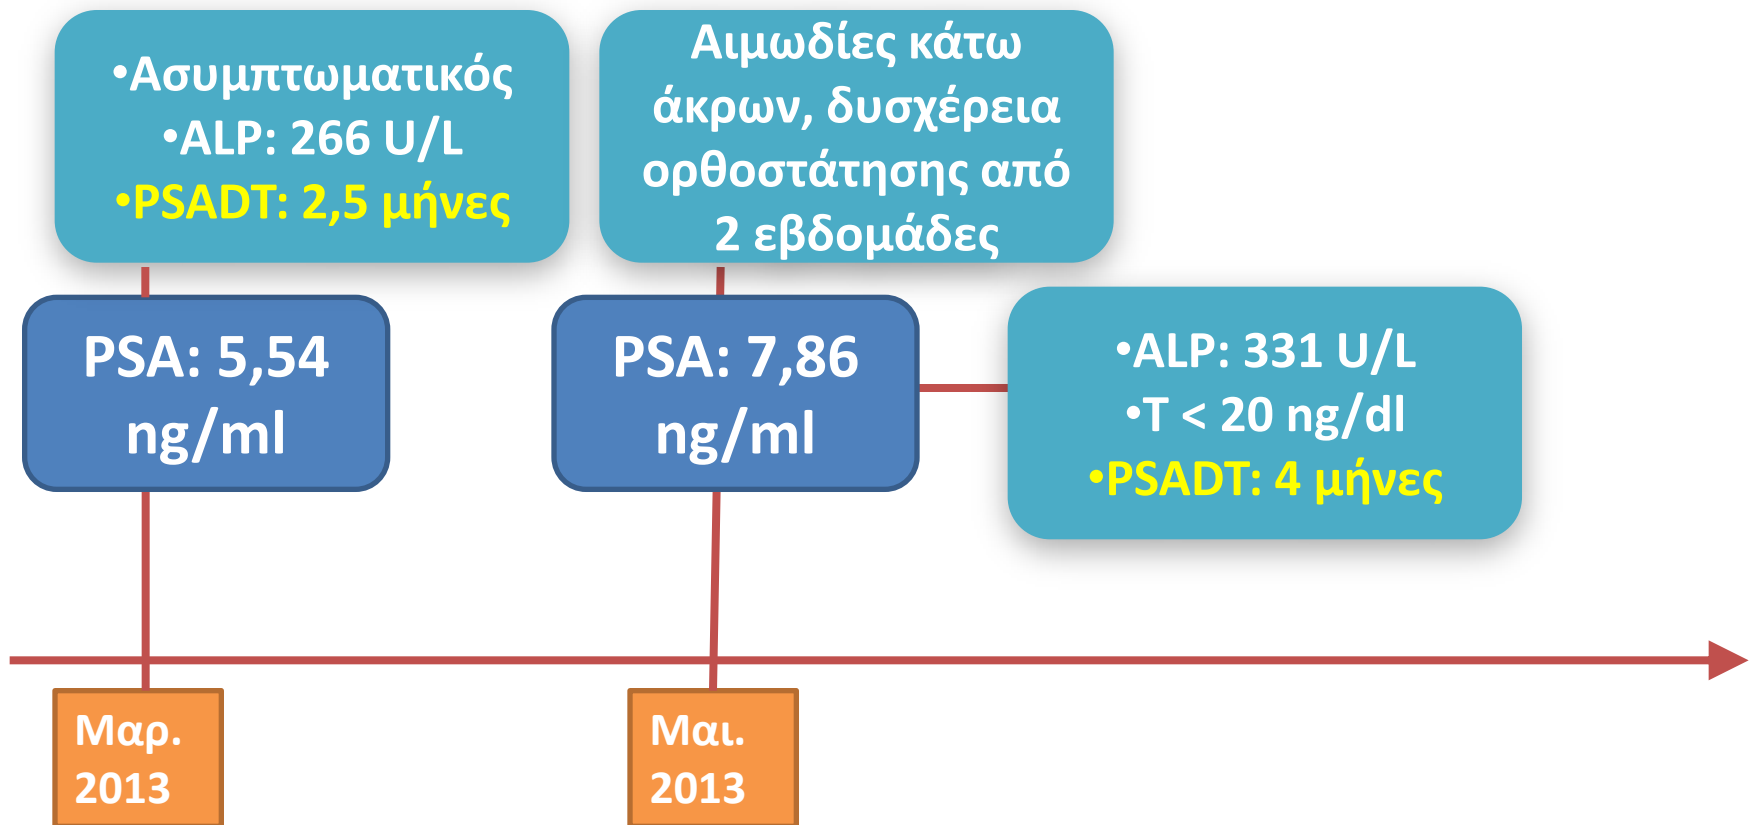 •Ασυμπτωματικός
•ALP: 266 U/L
•PSADT: 2,5 μήνες
Αιμωδίες κάτω
άκρων, δυσχέρεια
ορθοστάτησης από
2 εβδομάδες
PSA: 5,54
ng/ml
PSA: 7,86
ng/ml
•ALP: 331 U/L
•T < 20 ng/dl
•PSADT: 4 μήνες
Μαρ.
2013
Μαι.
2013